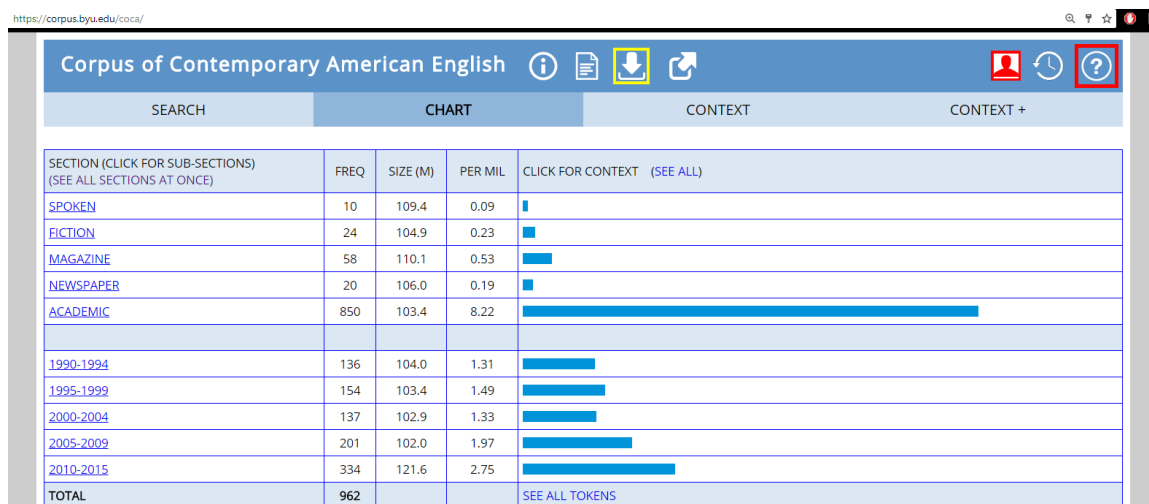 https://corpus.byu.edu/coca/
Corpus of Contemporary American English
SEARCH CHART CONTEXT CONTEXT +
SECTION (CLICK FOR SUB-SECTIONS)
(SEE ALL SECTIONS AT ONCE) FREQ SIZE (M) PER MIL CLICK FOR CONTEXT (SEE ALL)
SPOKEN 10 109.4 0.09
FICTION 24 104.9 0.23
MAGAZINE 58 110.1 0.53
NEWSPAPER 20 106.0 0.19
ACADEMIC 850 103.4 8.22
1990-1994 136 104.0 1.31
1995-1999 154 103.4 1.49
2000-2004 137 102.9 1.33
2005-2009 201 102.0 1.97
2010-2015 334 121.6 2.75
TOTAL 962 SEE ALL TOKENS